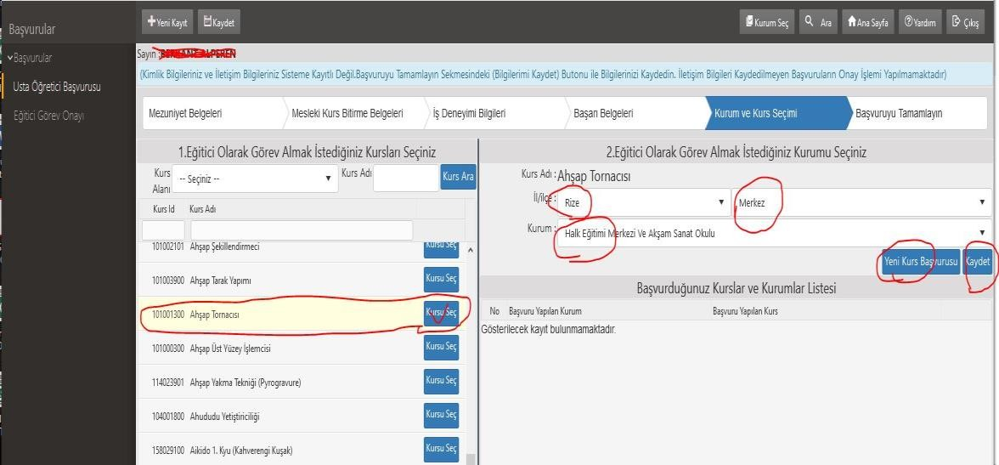 Başvurular
Yeni Kayıt
Kaydet
Kurum Seç
Ara
Ana Sayfa
Yardım
Çıkış
Başvurular
Usta Öğretici Başvurusu
Eğitici Görev Onayı
Sayın :
(Kimlik Bilgileriniz ve İletişim Bilgileriniz Sisteme Kayıtlı Değil.Başvuruyu Tamamlayın Sekmesindeki (Bilgilerimi Kaydet) Butonu ile Bilgilerinizi Kaydedin. İletişim Bilgileri Kaydedilmeyen Başvuruların Onay İşlemi Yapılmamaktadır)
Mezuniyet Belgeleri
Mesleki Kurs Bitirme Belgeleri
İş Deneyimi Bilgileri
Başarı Belgeleri
Kurum ve Kurs Seçimi
Başvuruyu Tamamlayın
1.Eğitici Olarak Görev Almak İstediğiniz Kursları Seçiniz
Kurs Alanı
-- Seçiniz --
Kurs Adı
Kurs Ara
Kurs Id Kurs Adı
101002101 Ahşap Şekillendirmeci Kursu Seç
101003900 Ahşap Tarak Yapımı Kursu Seç
101001300 Ahşap Tornacısı Kursu Seç
101000300 Ahşap Üst Yüzey İşlemcisi Kursu Seç
114023901 Ahşap Yakma Tekniği (Pyrogravure) Kursu Seç
104001800 Ahududu Yetiştiriciliği Kursu Seç
158029100 Aikido 1. Kyu (Kahverengi Kuşak) Kursu Seç
2.Eğitici Olarak Görev Almak İstediğiniz Kurumu Seçiniz
Kurs Adı : Ahşap Tornacısı
İl/ilçe : Rize Merkez
Kurum : Halk Eğitimi Merkezi Ve Akşam Sanat Okulu
Yeni Kurs Başvurusu Kaydet
Başvurduğunuz Kurslar ve Kurumlar Listesi
No Başvuru Yapılan Kurum Başvuru Yapılan Kurs
Gösterilecek kayıt bulunmamaktadır.